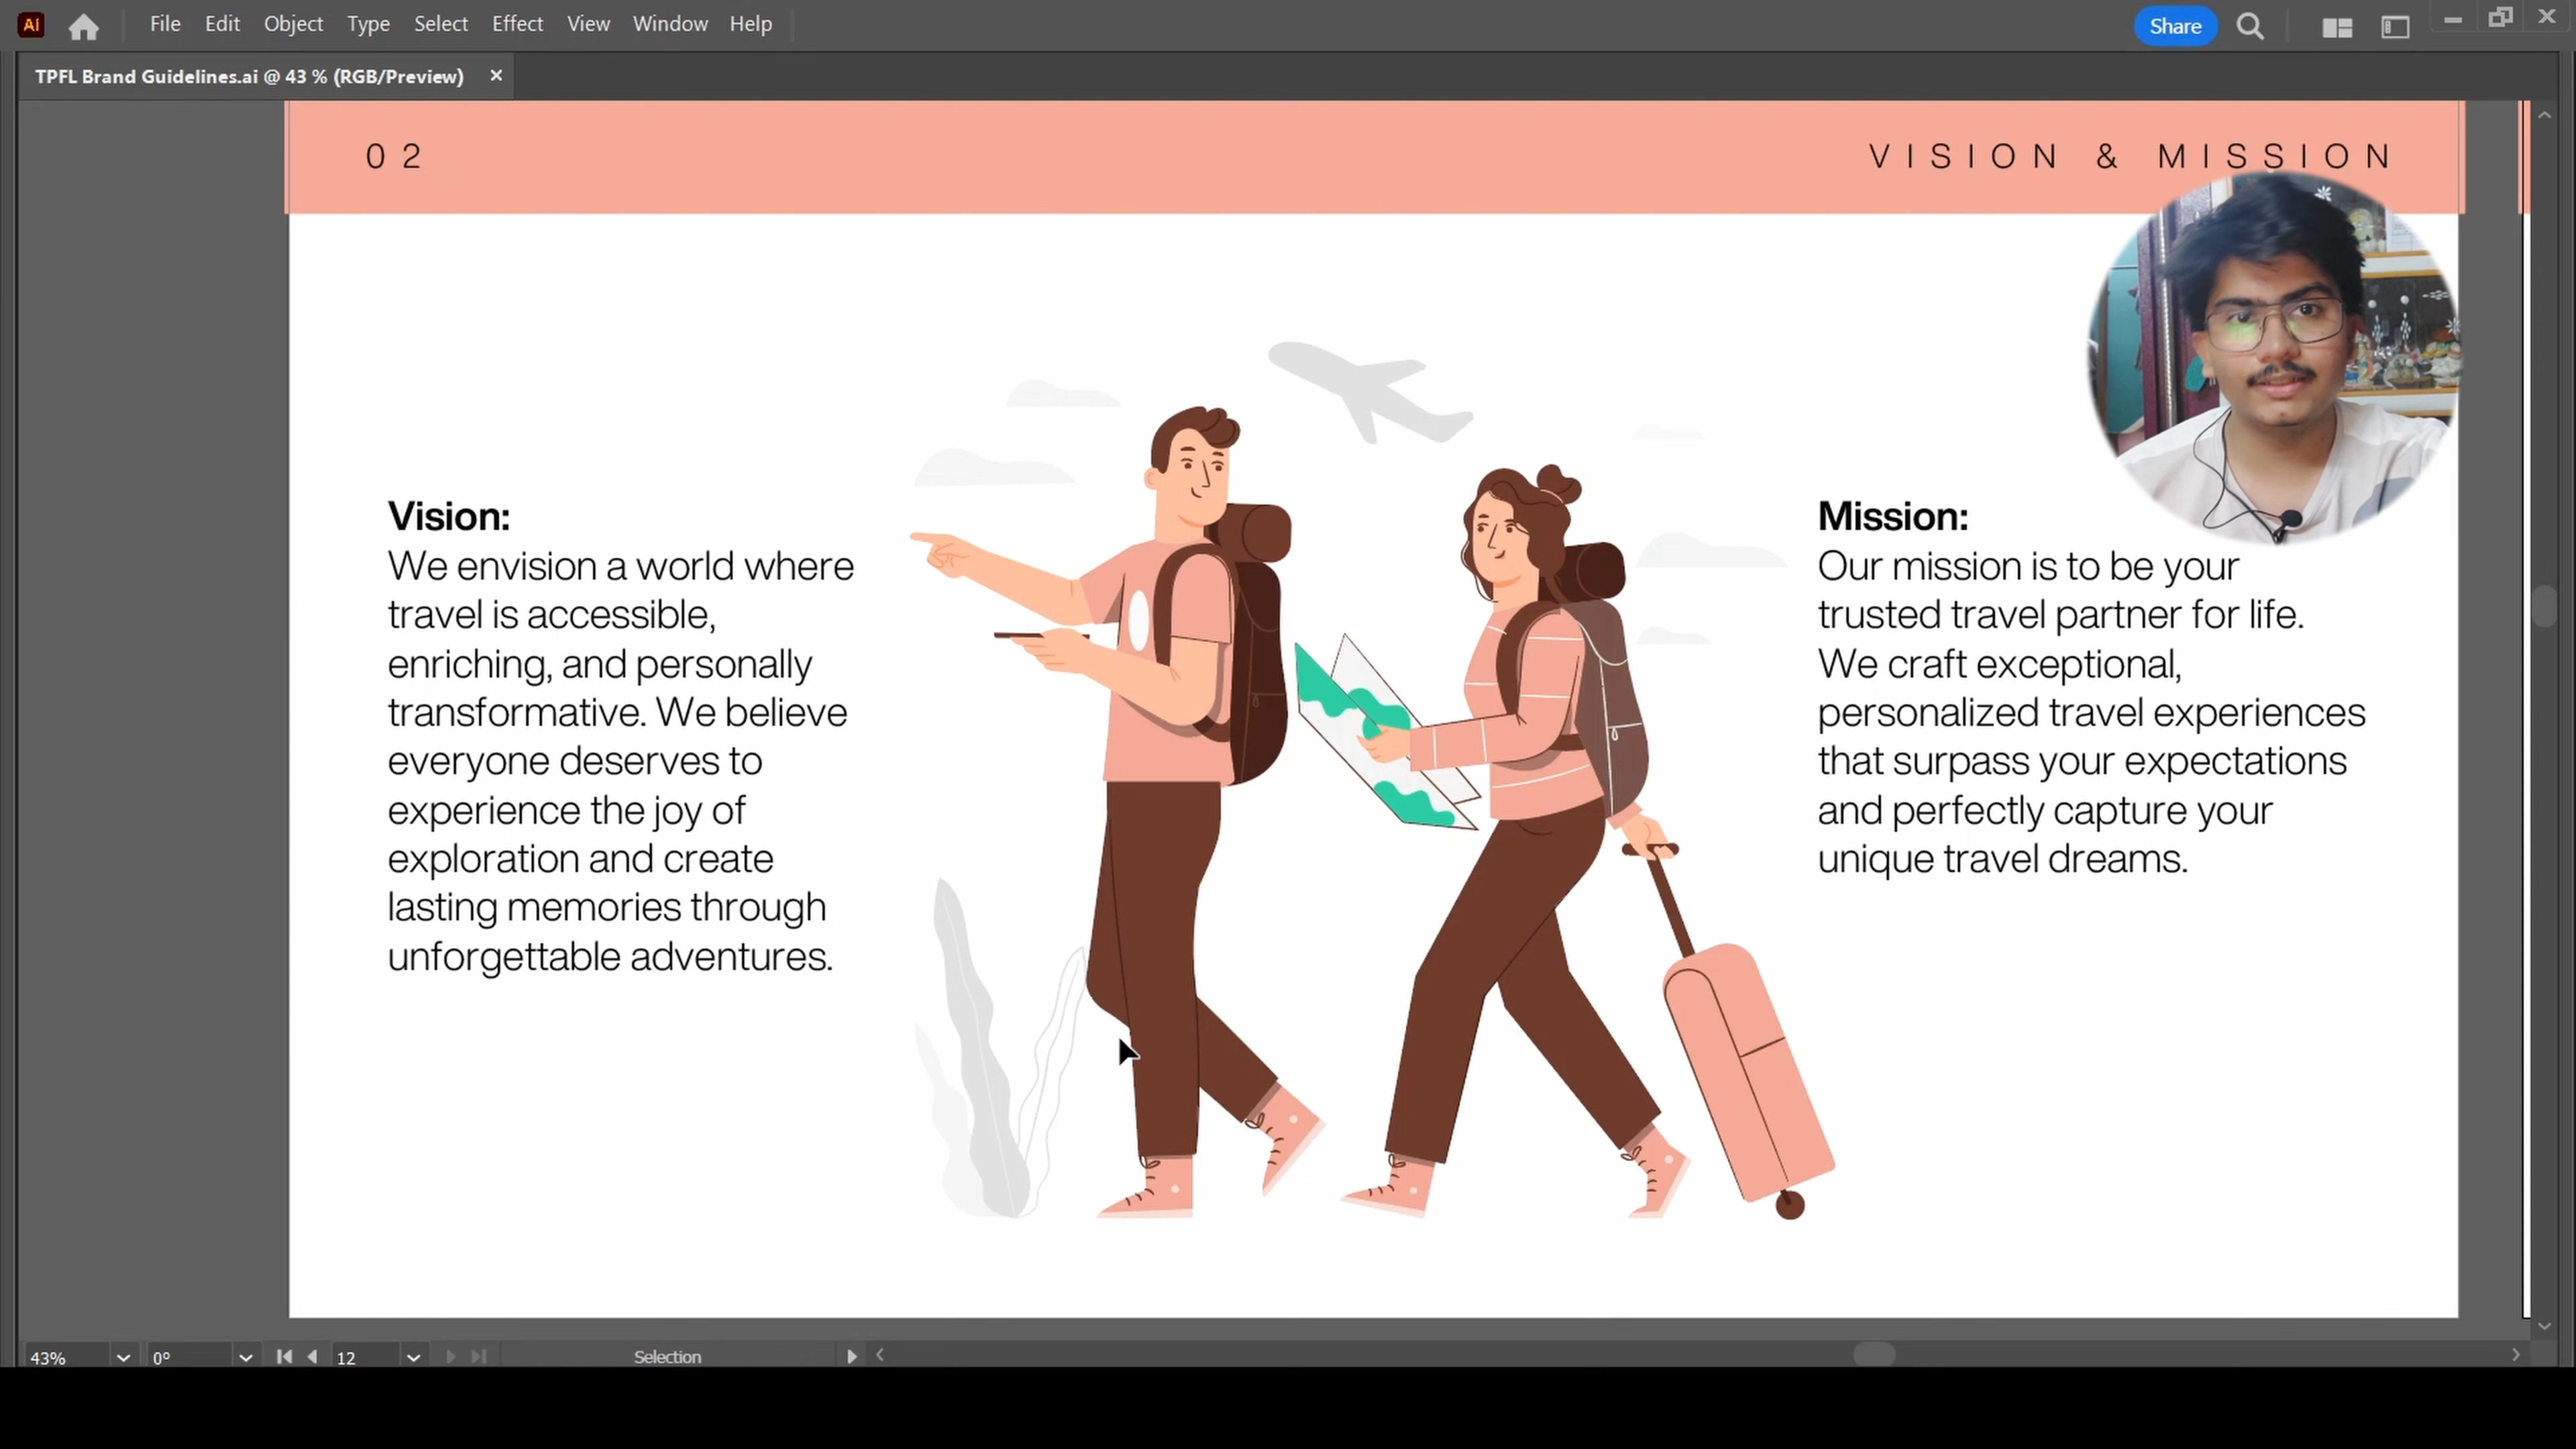 Ai File Edit Object Type Select Effect View Window Help Share
TPFL Brand Guidelines.ai @ 43 % (RGB/Preview) ×
02 VISION & MISSION
Vision:
We envision a world where
travel is accessible,
enriching, and personally
transformative. We believe
everyone deserves to
experience the joy of
exploration and create
lasting memories through
unforgettable adventures.
Mission:
Our mission is to be your
trusted travel partner for life.
We craft exceptional,
personalized travel experiences
that surpass your expectations
and perfectly capture your
unique travel dreams.
43% 0° 12 Selection